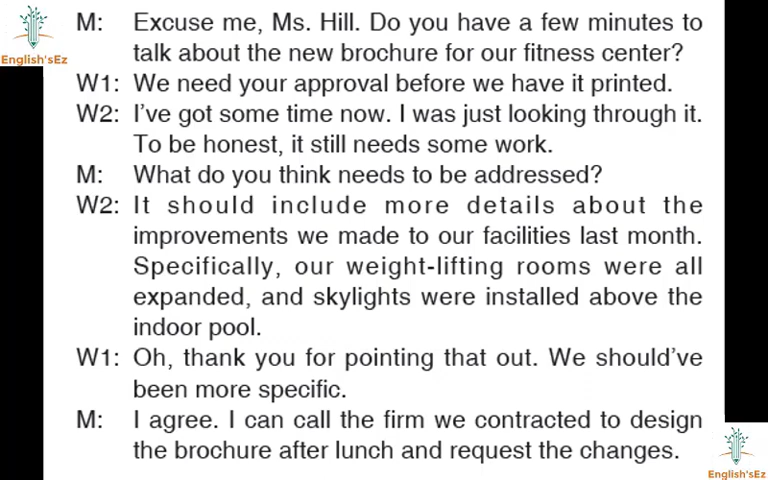 M: Excuse me, Ms. Hill. Do you have a few minutes to
talk about the new brochure for our fitness center?
W1: We need your approval before we have it printed.
W2: I've got some time now. I was just looking through it.
To be honest, it still needs some work.
M: What do you think needs to be addressed?
W2: It should include more details about the
improvements we made to our facilities last month.
Specifically, our weight-lifting rooms were all
expanded, and skylights were installed above the
indoor pool.
W1: Oh, thank you for pointing that out. We should've
been more specific.
M: I agree. I can call the firm we contracted to design
the brochure after lunch and request the changes.
English'sEz
English'sEz